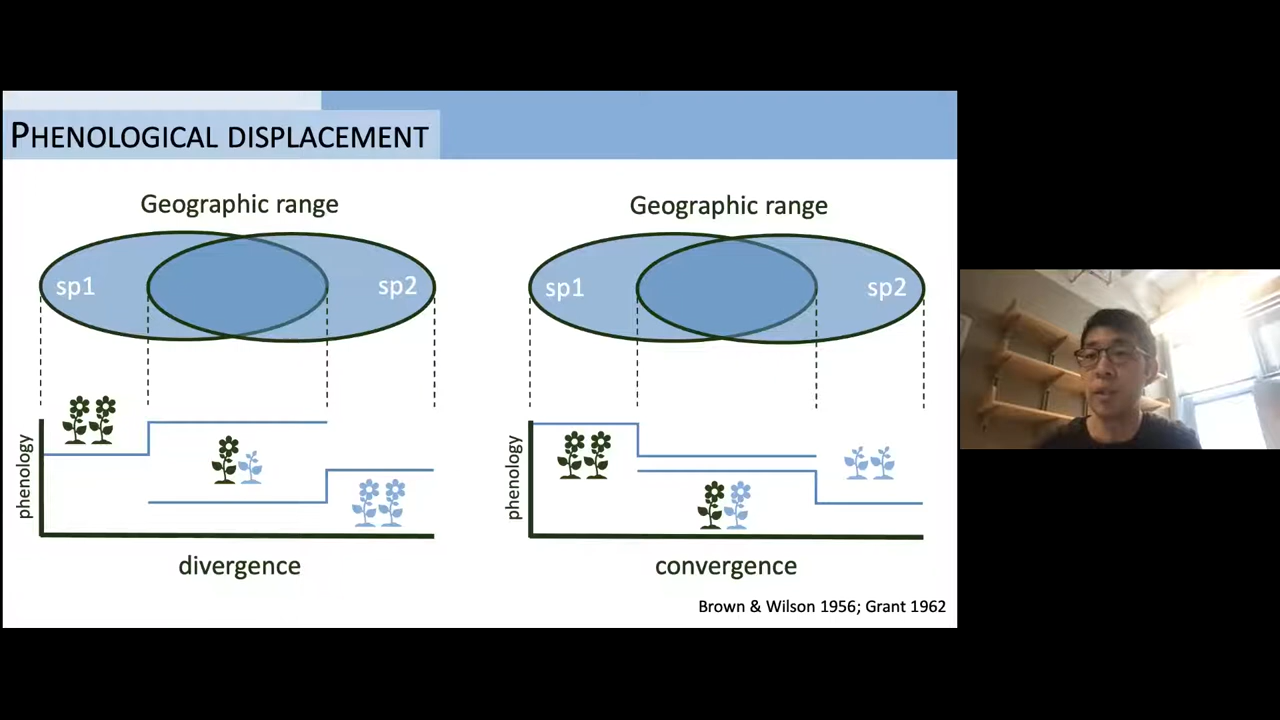 PHENOLOGICAL DISPLACEMENT
Geographic range
sp1
sp2
phenology
divergence
Geographic range
sp1
sp2
phenology
convergence
Brown & Wilson 1956; Grant 1962